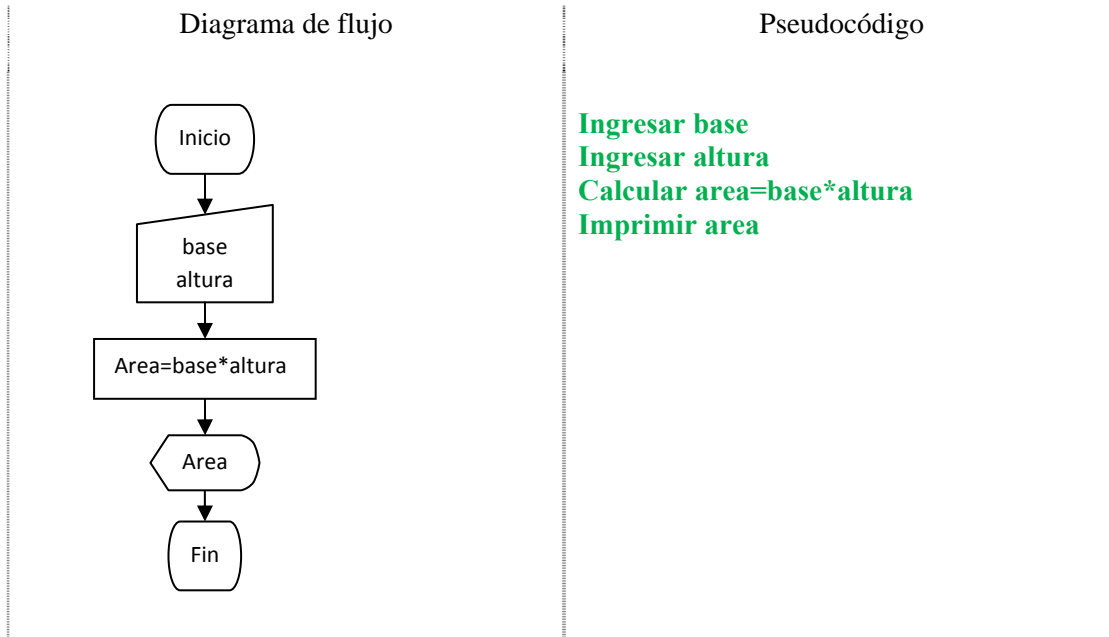 Diagrama de flujo
Inicio
base
altura
Area=base*altura
Area
Fin
Pseudocódigo
Ingresar base
Ingresar altura
Calcular area=base*altura
Imprimir area